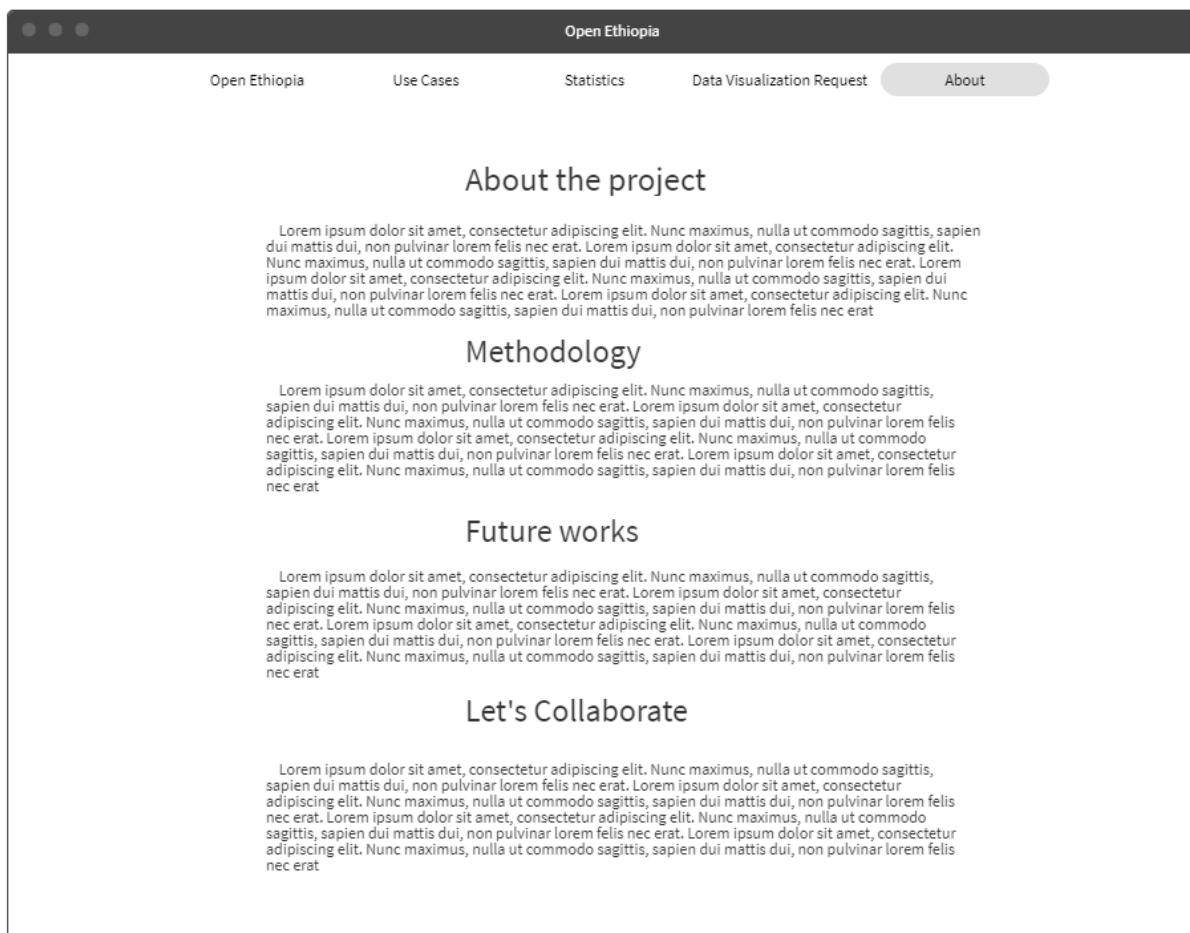 Open Ethiopia
Open Ethiopia Use Cases Statistics Data Visualization Request About
About the project
Lorem ipsum dolor sit amet, consectetur adipiscing elit. Nunc maximus, nulla ut commodo sagittis, sapien
dui mattis dui, non pulvinar lorem felis nec erat. Lorem ipsum dolor sit amet, consectetur adipiscing elit.
Nunc maximus, nulla ut commodo sagittis, sapien dui mattis dui, non pulvinar lorem felis nec erat. Lorem
ipsum dolor sit amet, consectetur adipiscing elit. Nunc maximus, nulla ut commodo sagittis, sapien dui
mattis dui, non pulvinar lorem felis nec erat. Lorem ipsum dolor sit amet, consectetur adipiscing elit. Nunc
maximus, nulla ut commodo sagittis, sapien dui mattis dui, non pulvinar lorem felis nec erat
Methodology
Lorem ipsum dolor sit amet, consectetur adipiscing elit. Nunc maximus, nulla ut commodo sagittis,
sapien dui mattis dui, non pulvinar lorem felis nec erat. Lorem ipsum dolor sit amet, consectetur
adipiscing elit. Nunc maximus, nulla ut commodo sagittis, sapien dui mattis dui, non pulvinar lorem felis
nec erat. Lorem ipsum dolor sit amet, consectetur adipiscing elit. Nunc maximus, nulla ut commodo
sagittis, sapien dui mattis dui, non pulvinar lorem felis nec erat. Lorem ipsum dolor sit amet, consectetur
adipiscing elit. Nunc maximus, nulla ut commodo sagittis, sapien dui mattis dui, non pulvinar lorem felis
nec erat
Future works
Lorem ipsum dolor sit amet, consectetur adipiscing elit. Nunc maximus, nulla ut commodo sagittis,
sapien dui mattis dui, non pulvinar lorem felis nec erat. Lorem ipsum dolor sit amet, consectetur
adipiscing elit. Nunc maximus, nulla ut commodo sagittis, sapien dui mattis dui, non pulvinar lorem felis
nec erat. Lorem ipsum dolor sit amet, consectetur adipiscing elit. Nunc maximus, nulla ut commodo
sagittis, sapien dui mattis dui, non pulvinar lorem felis nec erat. Lorem ipsum dolor sit amet, consectetur
adipiscing elit. Nunc maximus, nulla ut commodo sagittis, sapien dui mattis dui, non pulvinar lorem felis
nec erat
Let's Collaborate
Lorem ipsum dolor sit amet, consectetur adipiscing elit. Nunc maximus, nulla ut commodo sagittis,
sapien dui mattis dui, non pulvinar lorem felis nec erat. Lorem ipsum dolor sit amet, consectetur
adipiscing elit. Nunc maximus, nulla ut commodo sagittis, sapien dui mattis dui, non pulvinar lorem felis
nec erat. Lorem ipsum dolor sit amet, consectetur adipiscing elit. Nunc maximus, nulla ut commodo
sagittis, sapien dui mattis dui, non pulvinar lorem felis nec erat. Lorem ipsum dolor sit amet, consectetur
adipiscing elit. Nunc maximus, nulla ut commodo sagittis, sapien dui mattis dui, non pulvinar lorem felis
nec erat